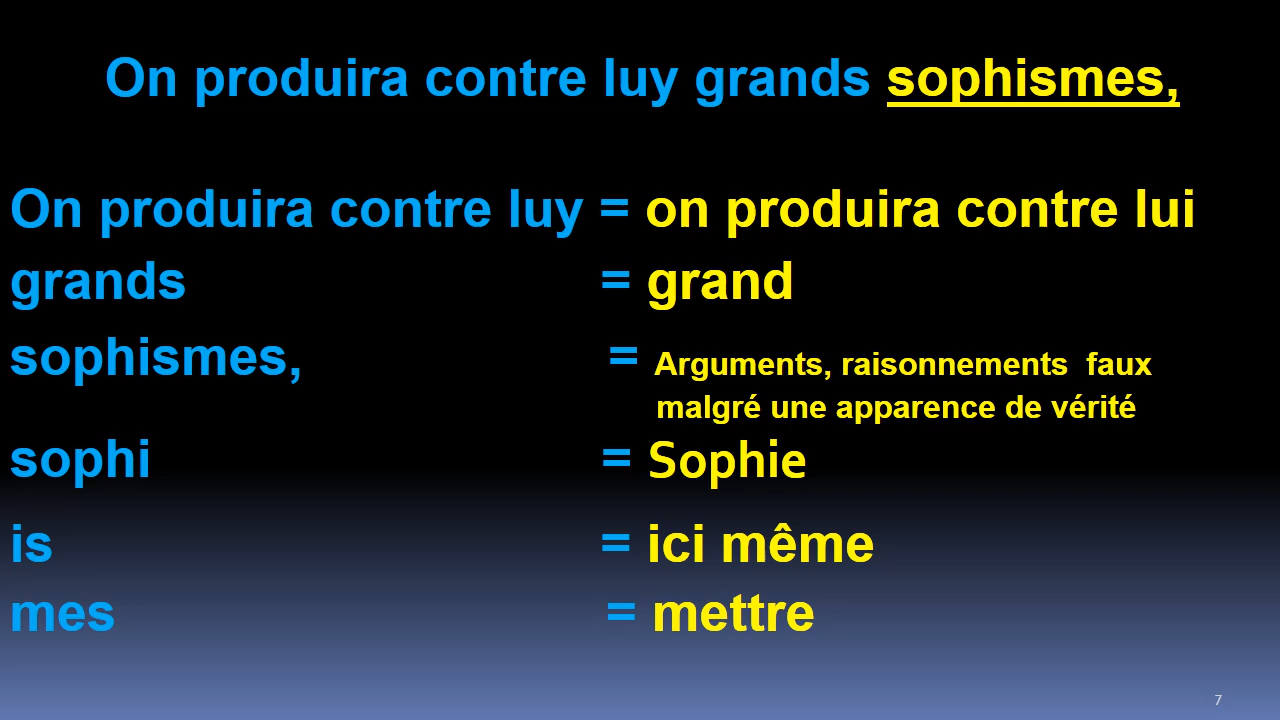 On produira contre luy grands sophismes,
On produira contre luy = on produira contre lui
grands = grand
sophismes, = Arguments, raisonnements faux
malgré une apparence de vérité
sophi = Sophie
is = ici même
mes = mettre
7